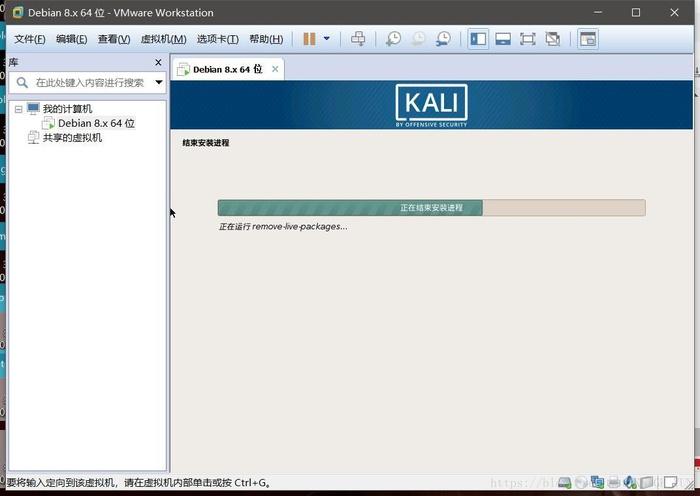 Debian 8.x 64 位 - VMware Workstation
文件(F) 编辑(E) 查看(V) 虚拟机(M) 选项卡(T) 帮助(H)
库
在此处键入内容进行搜索
我的计算机
Debian 8.x 64 位
共享的虚拟机
Debian 8.x 64 位
KALI
BY OFFENSIVE SECURITY
结束安装进程
正在结束安装进程
正在运行 remove-live-packages...
要将输入定向到该虚拟机，请在虚拟机内部单击或按 Ctrl+G。